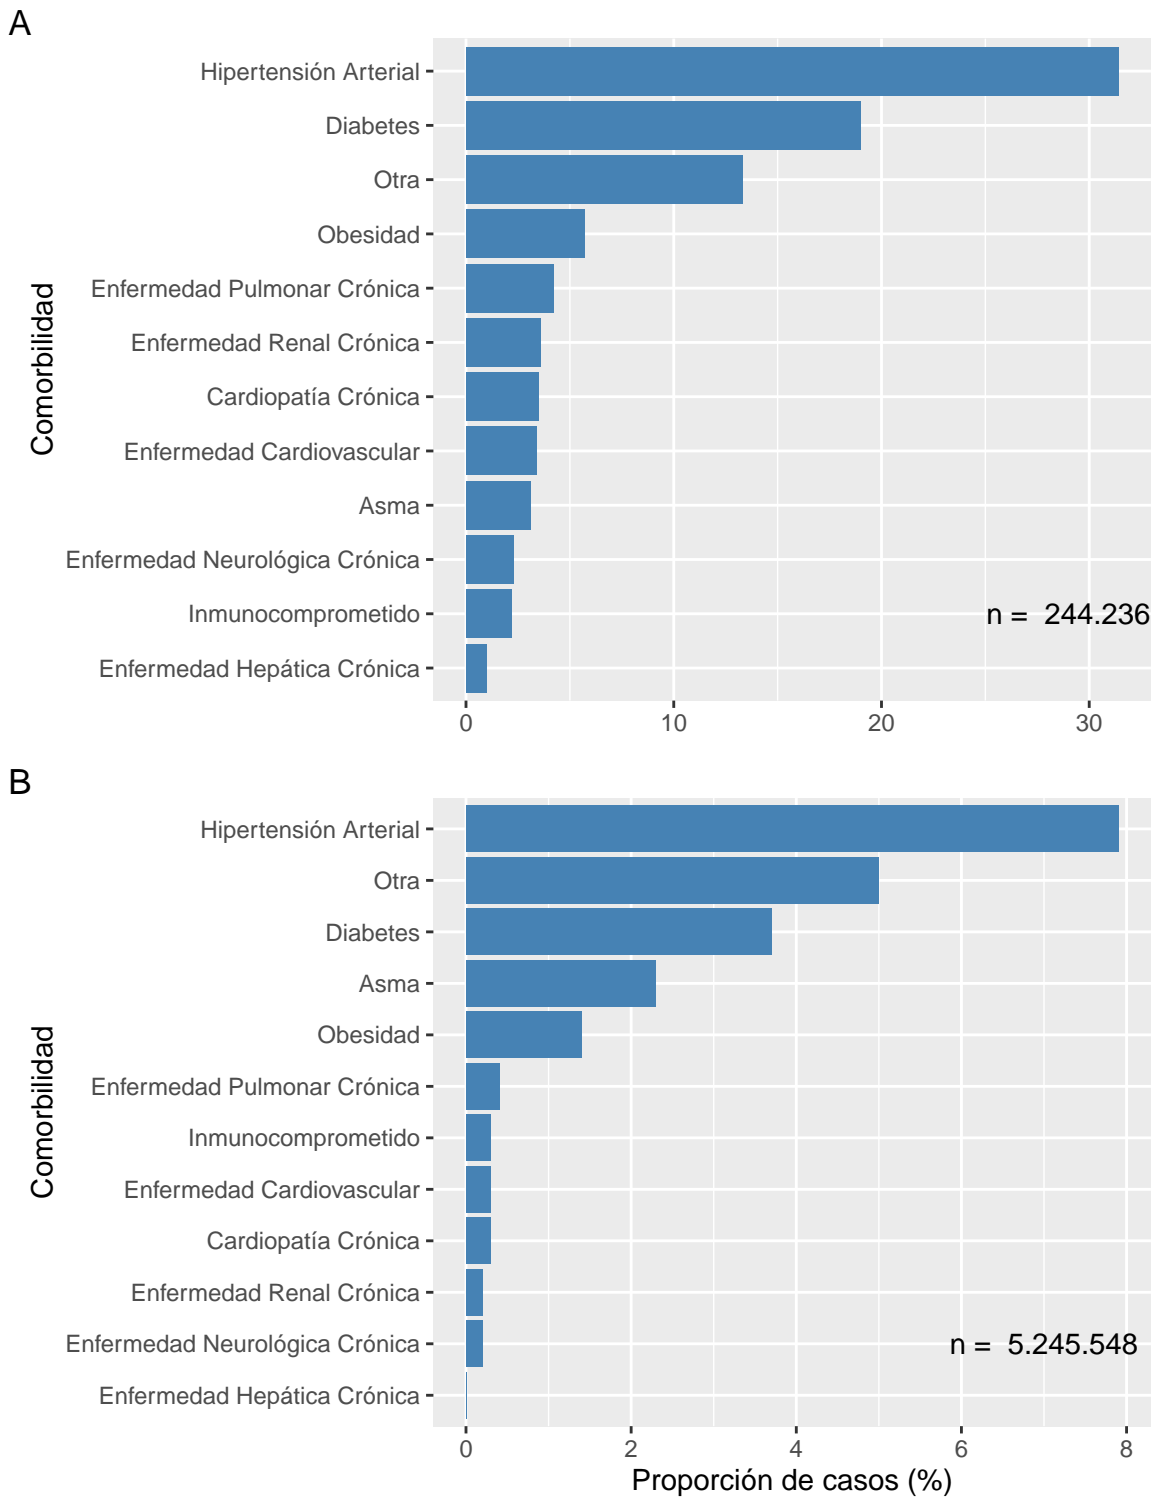 A
Hipertensión Arterial
Diabetes
Otra
Obesidad
Enfermedad Pulmonar Crónica
Enfermedad Renal Crónica
Cardiopatía Crónica
Enfermedad Cardiovascular
Asma
Enfermedad Neurológica Crónica
Inmunocomprometido
Enfermedad Hepática Crónica
Comorbilidad
n = 244.236
0 10 20 30
B
Hipertensión Arterial
Otra
Diabetes
Asma
Obesidad
Enfermedad Pulmonar Crónica
Inmunocomprometido
Enfermedad Cardiovascular
Cardiopatía Crónica
Enfermedad Renal Crónica
Enfermedad Neurológica Crónica
Enfermedad Hepática Crónica
Comorbilidad
n = 5.245.548
0 2 4 6 8
Proporción de casos (%)